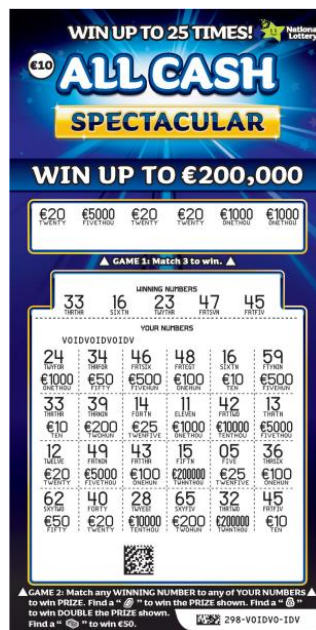 WIN UP TO 25 TIMES!
National Lottery
€10
ALL CASH
SPECTACULAR
WIN UP TO €200,000
€20 €5000 €20 €20 €1000 €1000
TWENTY FIVETHOU TWENTY TWENTY ONETHOU ONETHOU
▲ GAME 1: Match 3 to win. ▲
WINNING NUMBERS
33 16 23 47 45
THRTHR SIXTN TWYTHR FRTSVN FRTFIV
YOUR NUMBERS
VOIDVOIDVOIDV
24 34 46 48 16 59
TWYFOR THRFOR FRTSIX FRTEGT SIXTN FTYNON
€1000 €50 €500 €100 €10 €500
ONETHOU FIFTY FIVEHUN ONEHUN TEN FIVEHUN
33 39 14 11 42 13
THRTHR THRNON FORTN ELEVEN FRTTWO THRTN
€10 €200 €25 €1000 €10000 €5000
TEN TWOHUN TWENFIVE ONETHOU TENTHOU FIVETHOU
12 49 43 15 05 36
TWELVE FRTNON FRTTHR FIFTN FIVE THRSIX
€20 €5000 €100 €200000 €25 €100
TWENTY FIVETHOU ONEHUN TWHNTHOU TWENFIVE ONEHUN
62 40 28 65 32 45
SXYTWO FORTY TWYEGT SXYFIV THRTWO FRTFIV
€50 €20 €10000 €200 €200000 €10
FIFTY TWENTY TENTHOU TWOHUN TWHNTHOU TEN
▲ GAME 2: Match any WINNING NUMBER to any of YOUR NUMBERS ▲
to win PRIZE. Find a " " to win the PRIZE shown. Find a " "
to win DOUBLE the PRIZE shown.
Find a " " to win €50.
298-VOIDVO-IDV